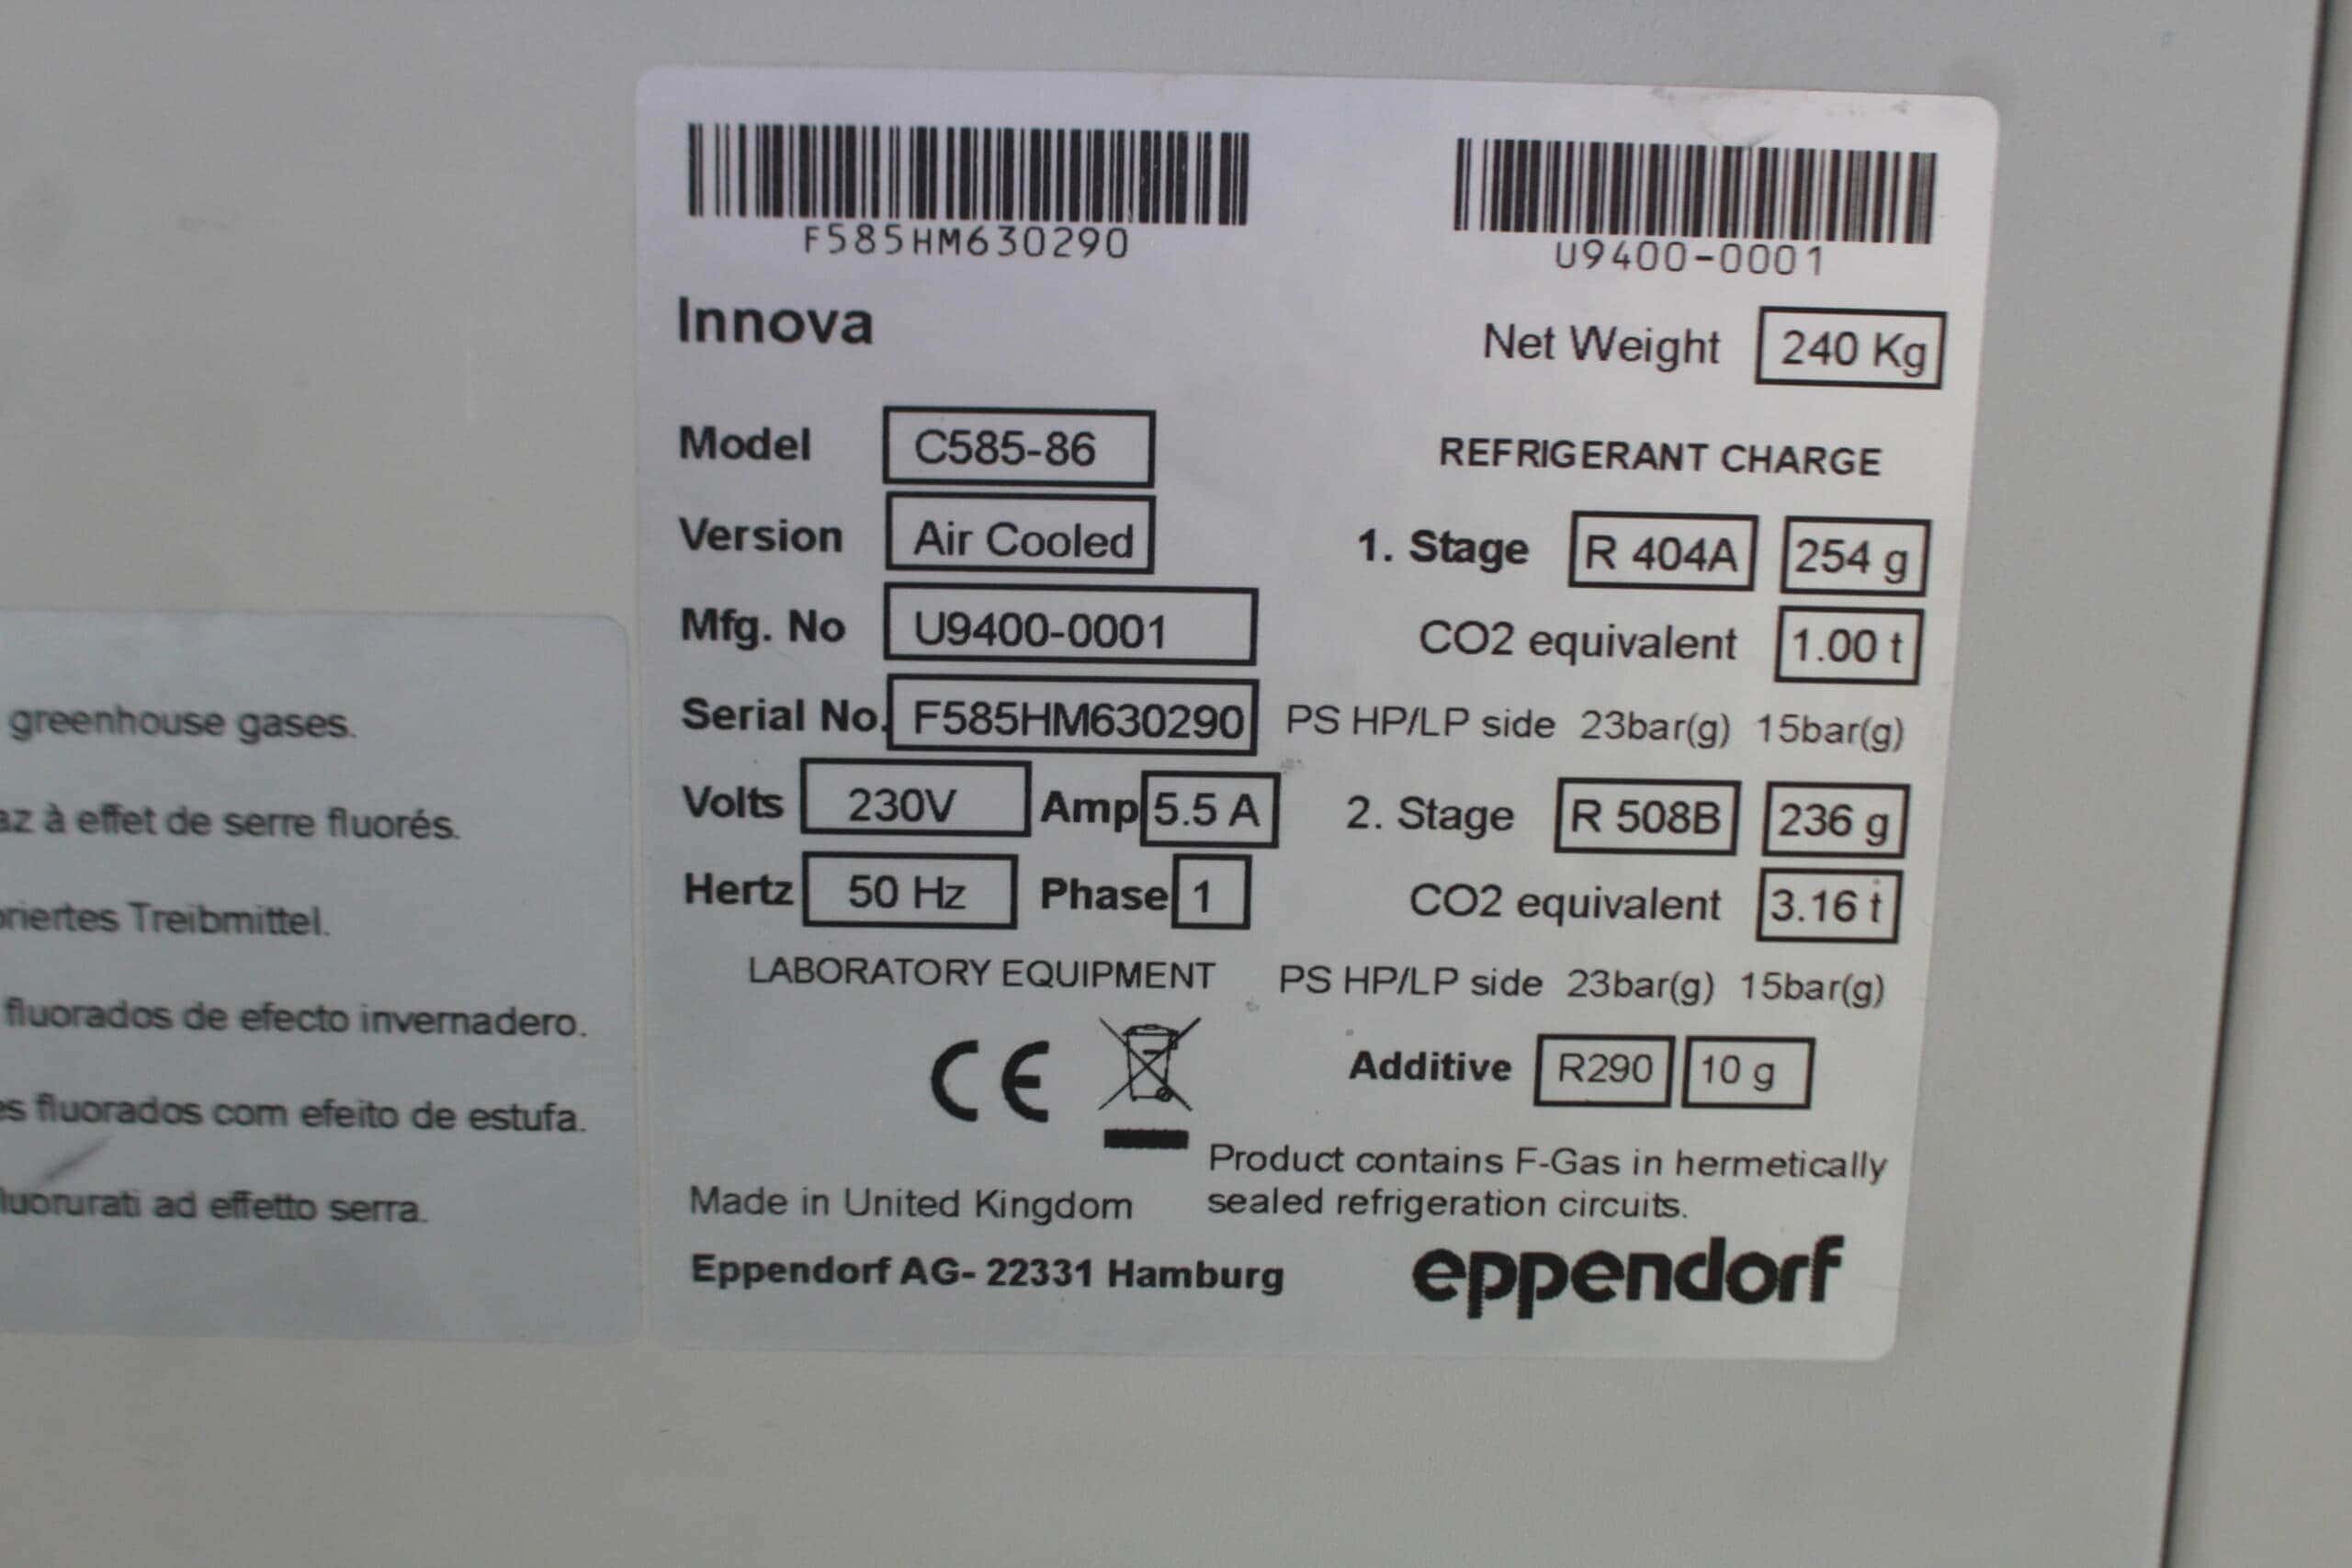 F585HM630290
U9400-0001
Innova
Net Weight 240 Kg
Model C585-86
REFRIGERANT CHARGE
Version Air Cooled
1. Stage R 404A 254 g
Mfg. No U9400-0001
CO2 equivalent 1.00 t
Serial No. F585HM630290
PS HP/LP side 23bar(g) 15bar(g)
Volts 230V Amp 5.5 A
2. Stage R 508B 236 g
Hertz 50 Hz Phase 1
CO2 equivalent 3.16 t
LABORATORY EQUIPMENT
PS HP/LP side 23bar(g) 15bar(g)
CE
Additive R290 10 g
Product contains F-Gas in hermetically
sealed refrigeration circuits.
Made in United Kingdom
Eppendorf AG- 22331 Hamburg
eppendorf
greenhouse gases.
à effet de serre fluorés.
Treibmittel.
fluorados de efecto invernadero.
fluorados com efeito de estufa.
ad effetto serra.